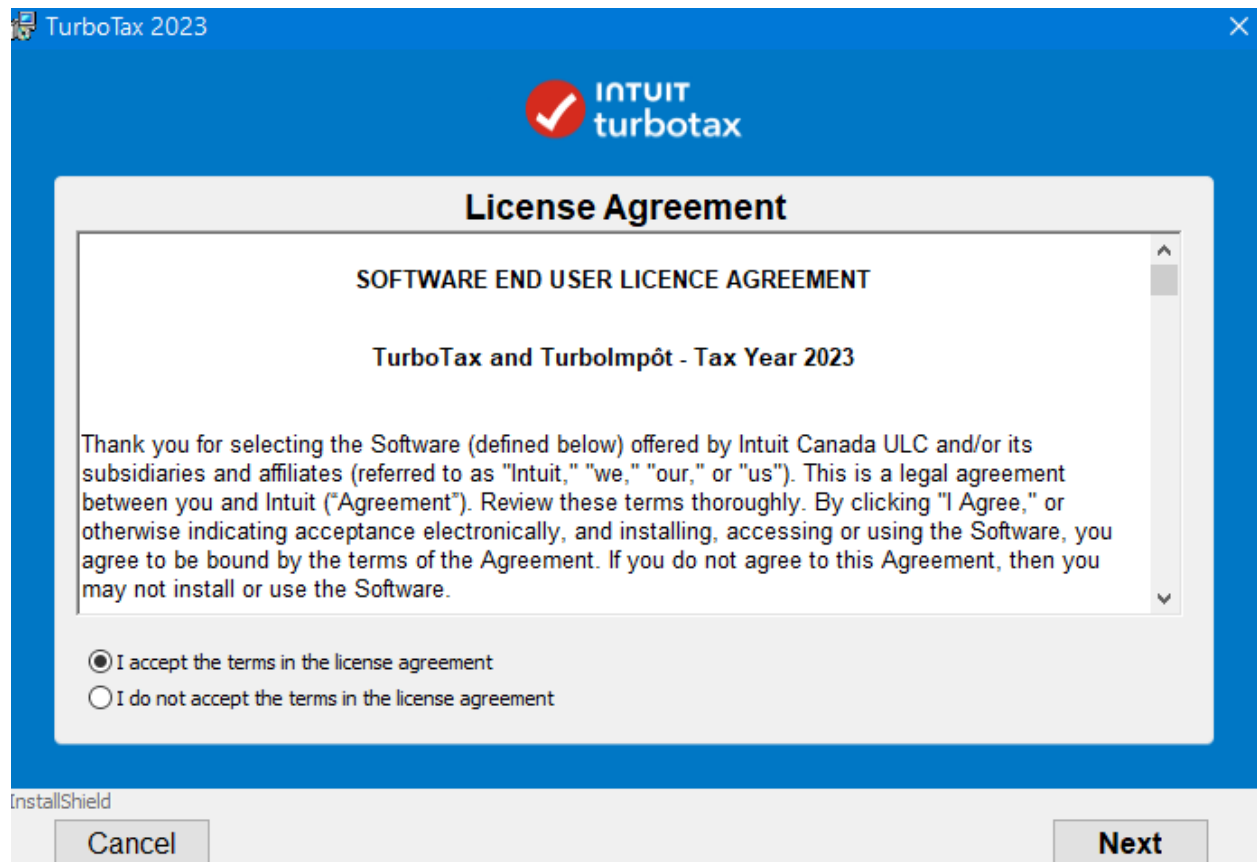 TurboTax 2023
INTUIT
turbotax
License Agreement
SOFTWARE END USER LICENCE AGREEMENT
TurboTax and TurboImpôt - Tax Year 2023
Thank you for selecting the Software (defined below) offered by Intuit Canada ULC and/or its
subsidiaries and affiliates (referred to as "Intuit," "we," "our," or "us"). This is a legal agreement
between you and Intuit (“Agreement”). Review these terms thoroughly. By clicking "I Agree," or
otherwise indicating acceptance electronically, and installing, accessing or using the Software, you
agree to be bound by the terms of the Agreement. If you do not agree to this Agreement, then you
may not install or use the Software.
I accept the terms in the license agreement
I do not accept the terms in the license agreement
InstallShield
Cancel
Next